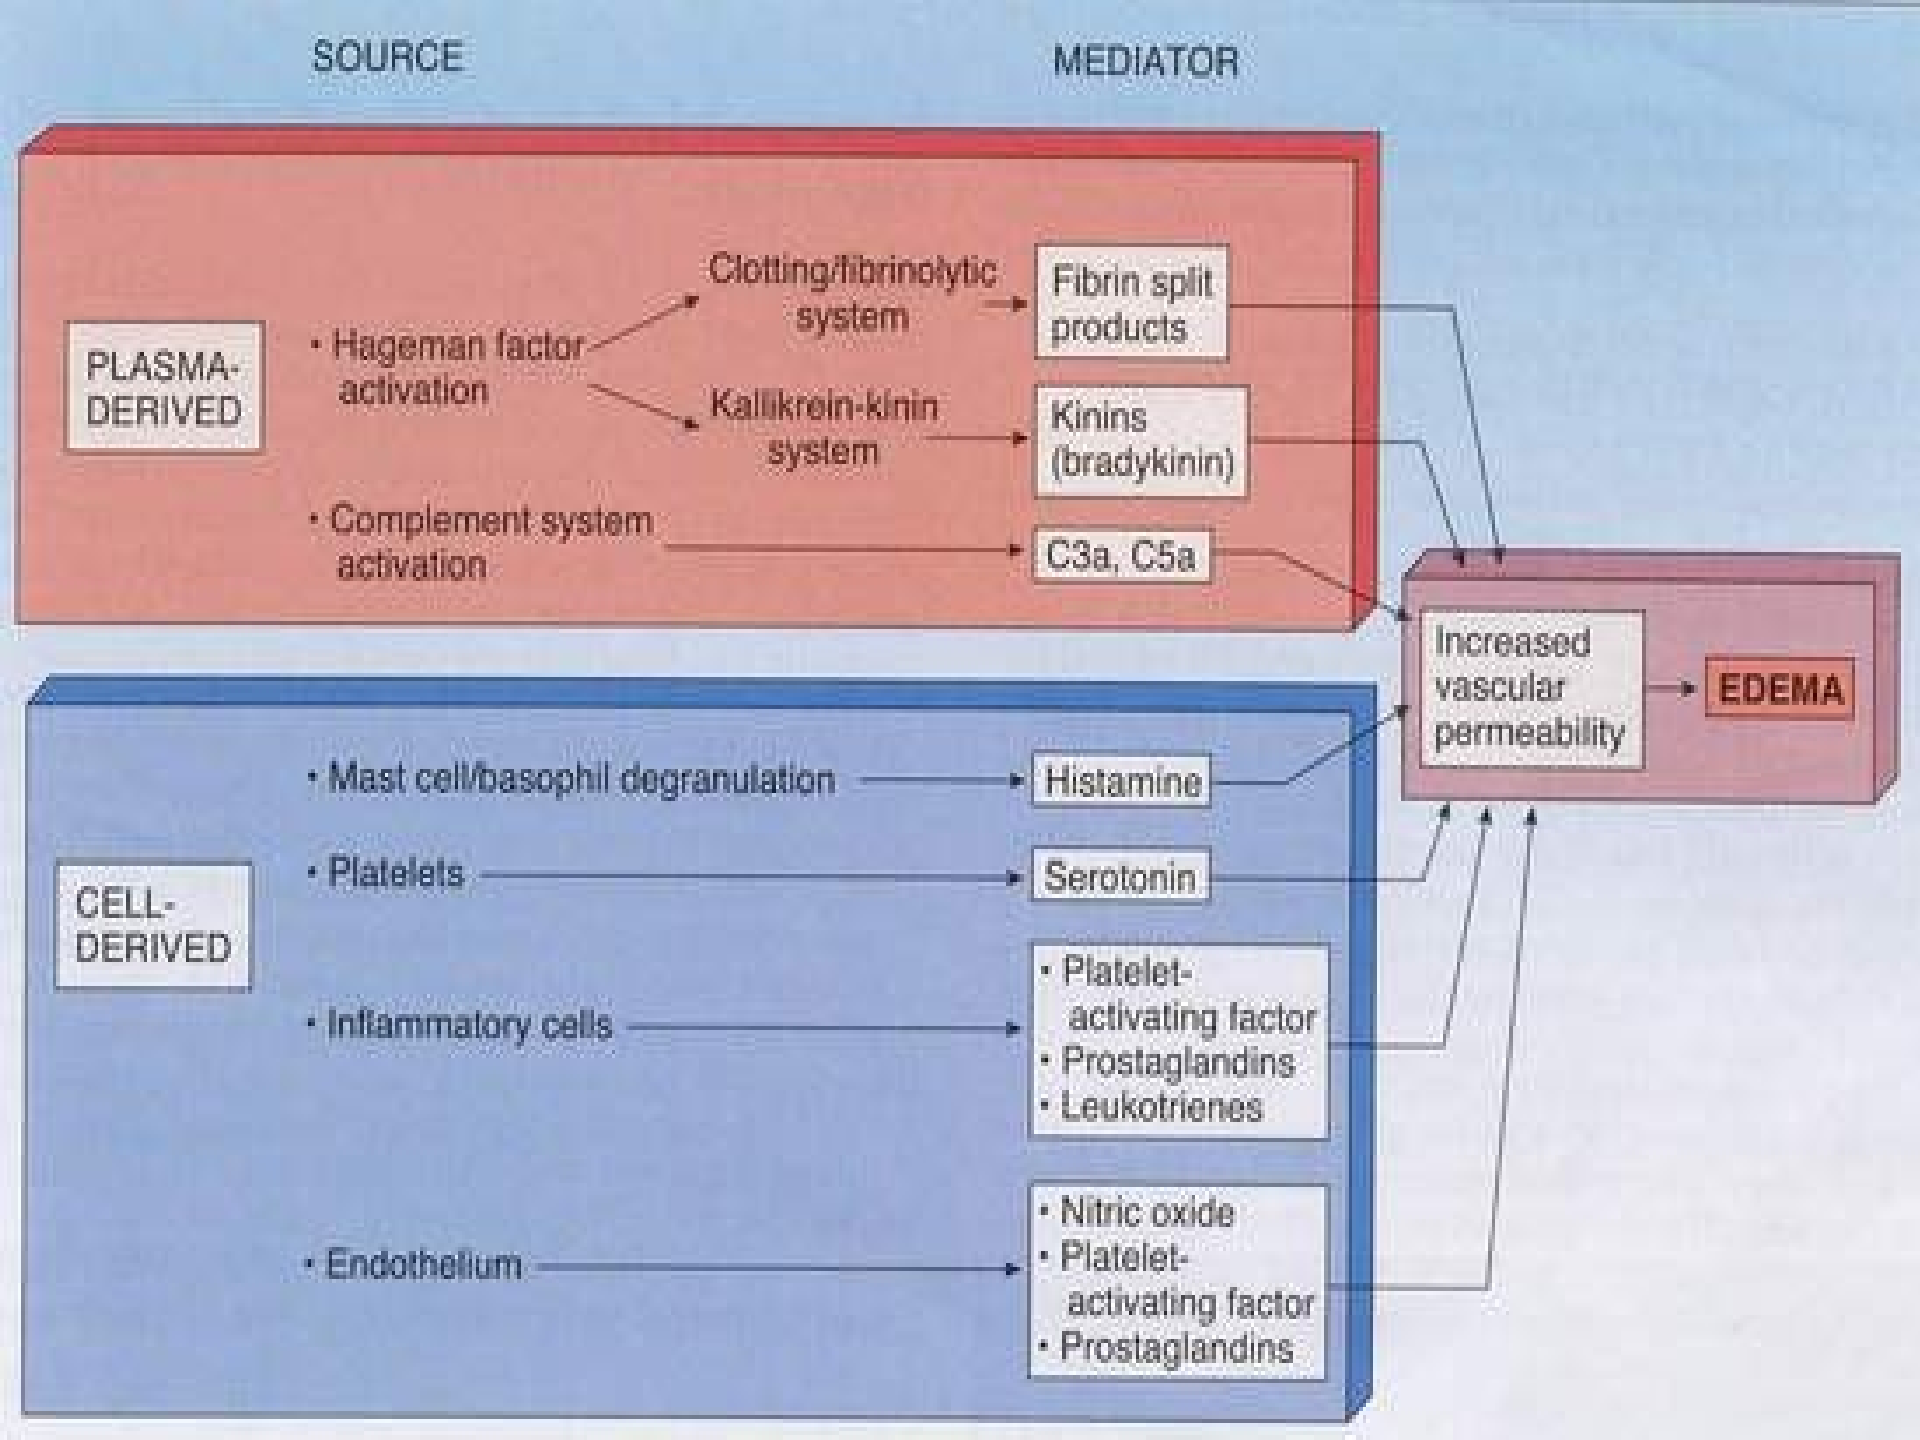 SOURCE
MEDIATOR
PLASMA-
DERIVED
• Hageman factor
activation
Clotting/fibrinolytic
system
Fibrin split
products
Kallikrein-kinin
system
Kinins
(bradykinin)
• Complement system
activation
C3a, C5a
Increased
vascular
permeability
EDEMA
CELL-
DERIVED
• Mast cell/basophil degranulation
Histamine
• Platelets
Serotonin
• Inflammatory cells
• Platelet-
activating factor
• Prostaglandins
• Leukotrienes
• Endothelium
• Nitric oxide
• Platelet-
activating factor
• Prostaglandins